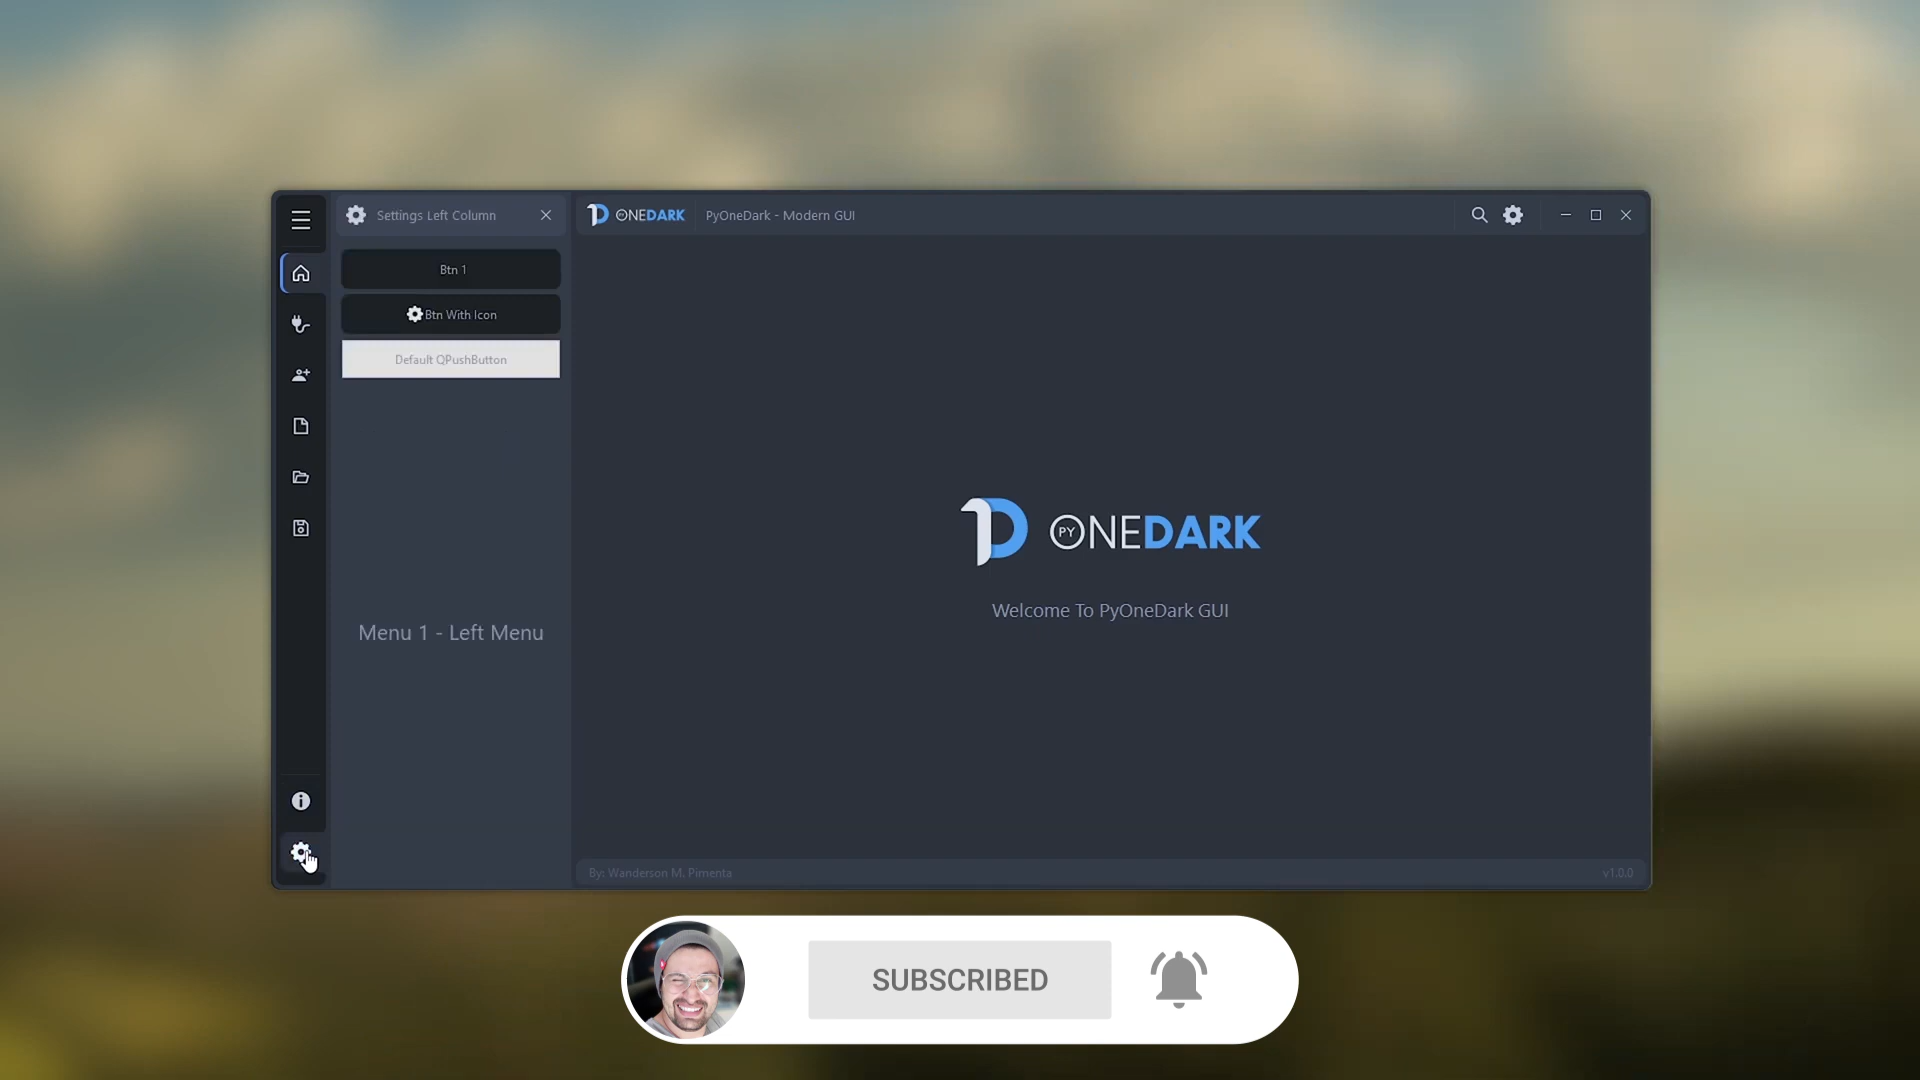 Settings Left Column
PY ONEDARK
PyOneDark - Modern GUI
Btn 1
Btn With Icon
Default QPushButton
PY ONEDARK
Welcome To PyOneDark GUI
Menu 1 - Left Menu
By: Wanderson M. Pimenta
v1.0.0
SUBSCRIBED